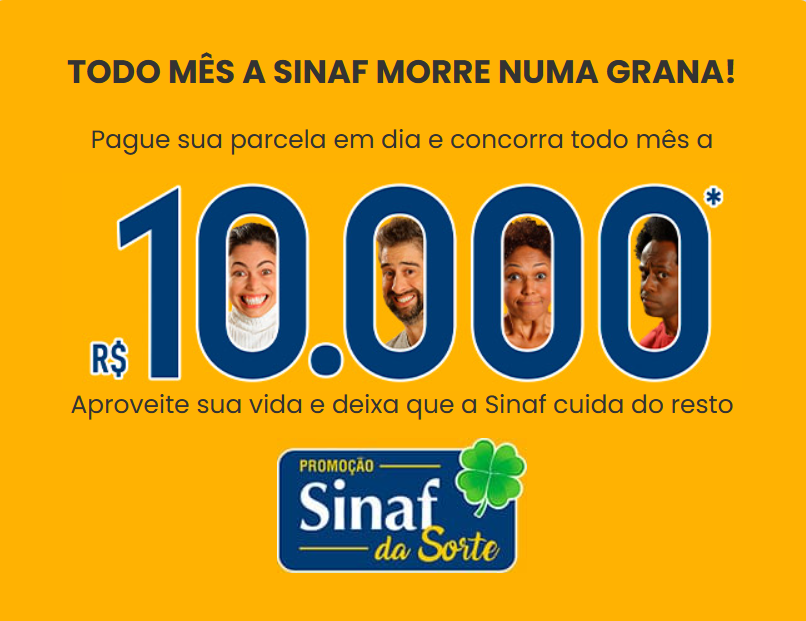 TODO MÊS A SINAF MORRE NUMA GRANA!
Pague sua parcela em dia e concorra todo mês a
R$ 10.000*
Aproveite sua vida e deixa que a Sinaf cuida do resto
PROMOÇÃO
Sinaf
da Sorte